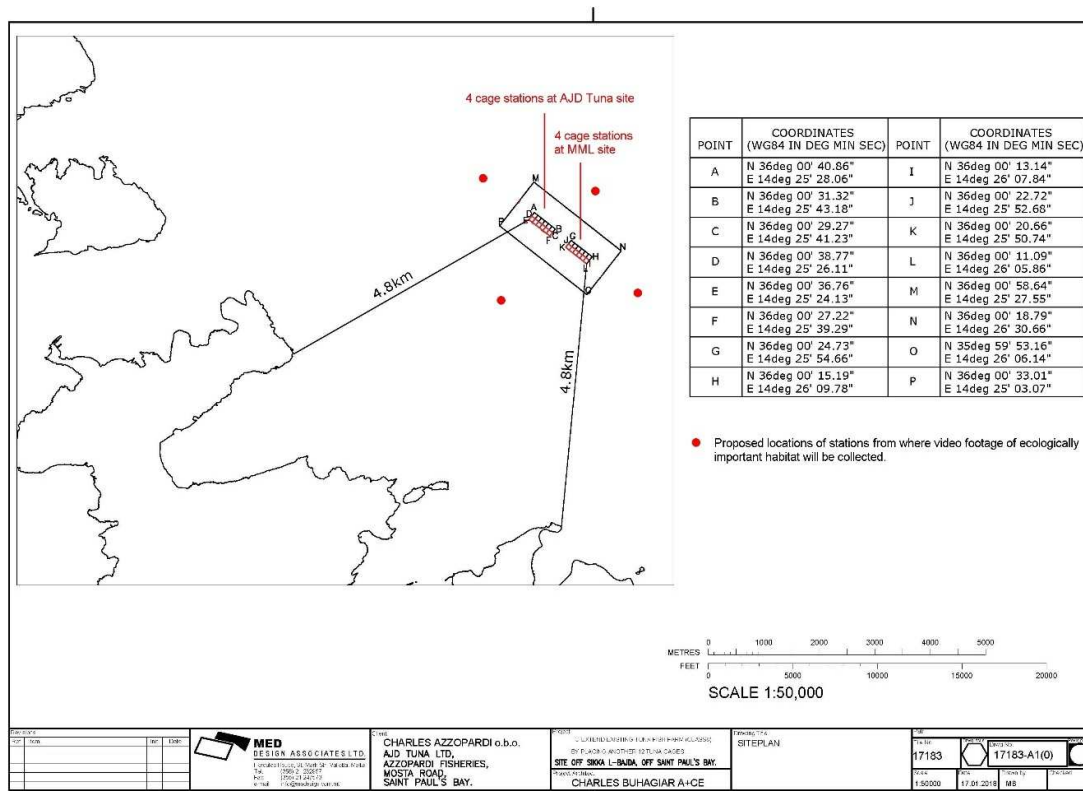 4 cage stations at AJD Tuna site
4 cage stations
at MML site
M
A
D
E
B
P
F
C
J
G
K
H
N
I
L
O
4.8km
4.8km
POINT COORDINATES (WG84 IN DEG MIN SEC) POINT COORDINATES (WG84 IN DEG MIN SEC)
A N 36deg 00' 40.86" E 14deg 25' 28.06" I N 36deg 00' 13.14" E 14deg 26' 07.84"
B N 36deg 00' 31.32" E 14deg 25' 43.18" J N 36deg 00' 22.72" E 14deg 25' 52.68"
C N 36deg 00' 29.27" E 14deg 25' 41.23" K N 36deg 00' 20.66" E 14deg 25' 50.74"
D N 36deg 00' 38.77" E 14deg 25' 26.11" L N 36deg 00' 11.09" E 14deg 26' 05.86"
E N 36deg 00' 36.76" E 14deg 25' 24.13" M N 36deg 00' 58.64" E 14deg 25' 27.55"
F N 36deg 00' 27.22" E 14deg 25' 39.29" N N 36deg 00' 18.79" E 14deg 26' 30.66"
G N 36deg 00' 24.73" E 14deg 25' 54.66" O N 35deg 59' 53.16" E 14deg 26' 06.14"
H N 36deg 00' 15.19" E 14deg 26' 09.78" P N 36deg 00' 33.01" E 14deg 25' 03.07"
Proposed locations of stations from where video footage of ecologically
important habitat will be collected.
METRES 0 1000 2000 3000 4000 5000
FEET 0 5000 10000 15000 20000
SCALE 1:50,000
MED
DESIGN ASSOCIATES LTD.
CHARLES AZZOPARDI o.b.o.
AJD TUNA LTD,
AZZOPARDI FISHERIES,
MOSTA ROAD,
SAINT PAUL'S BAY.
BY PLACING ANOTHER 12 TUNA CAGES
SITE OFF SIKKA L-BAJDA, OFF SAINT PAUL'S BAY.
CHARLES BUHAGIAR A+CE
SITEPLAN
17183
17183-A1(0)
1:50000
17.01.2018
MB